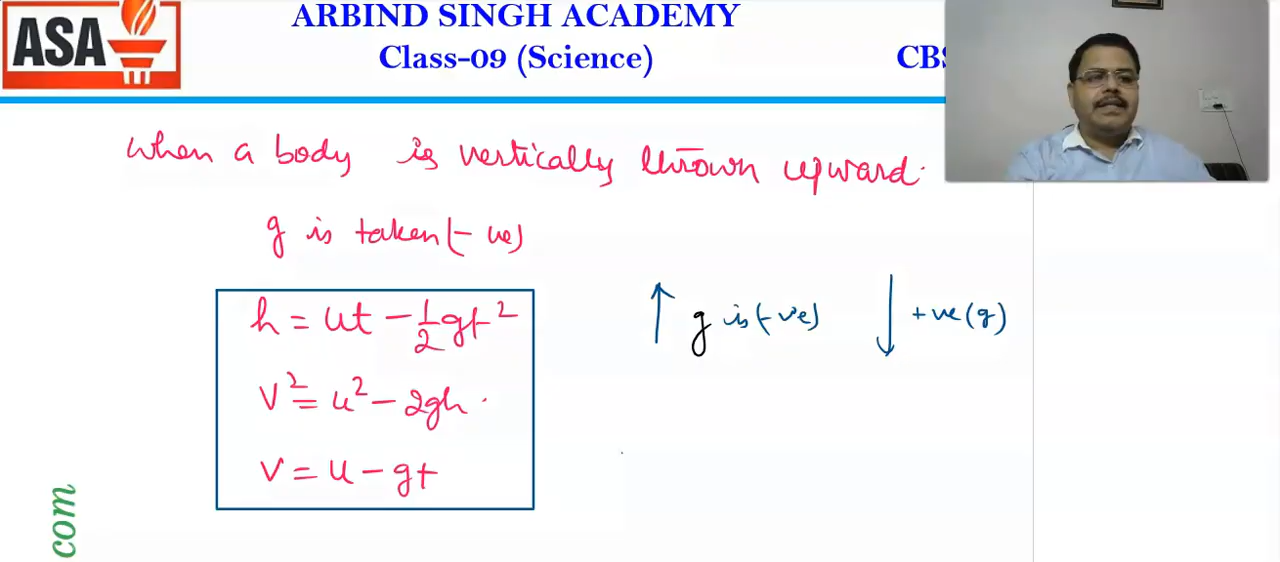 ASA
ARBIND SINGH ACADEMY
Class-09 (Science)
CBS
when a body is vertically thrown upward.
g is taken (-ve)
h = ut - 1/2 gt²
v² = u² - 2gh
v = u - gt
g is (-ve)
+ve (g)
com